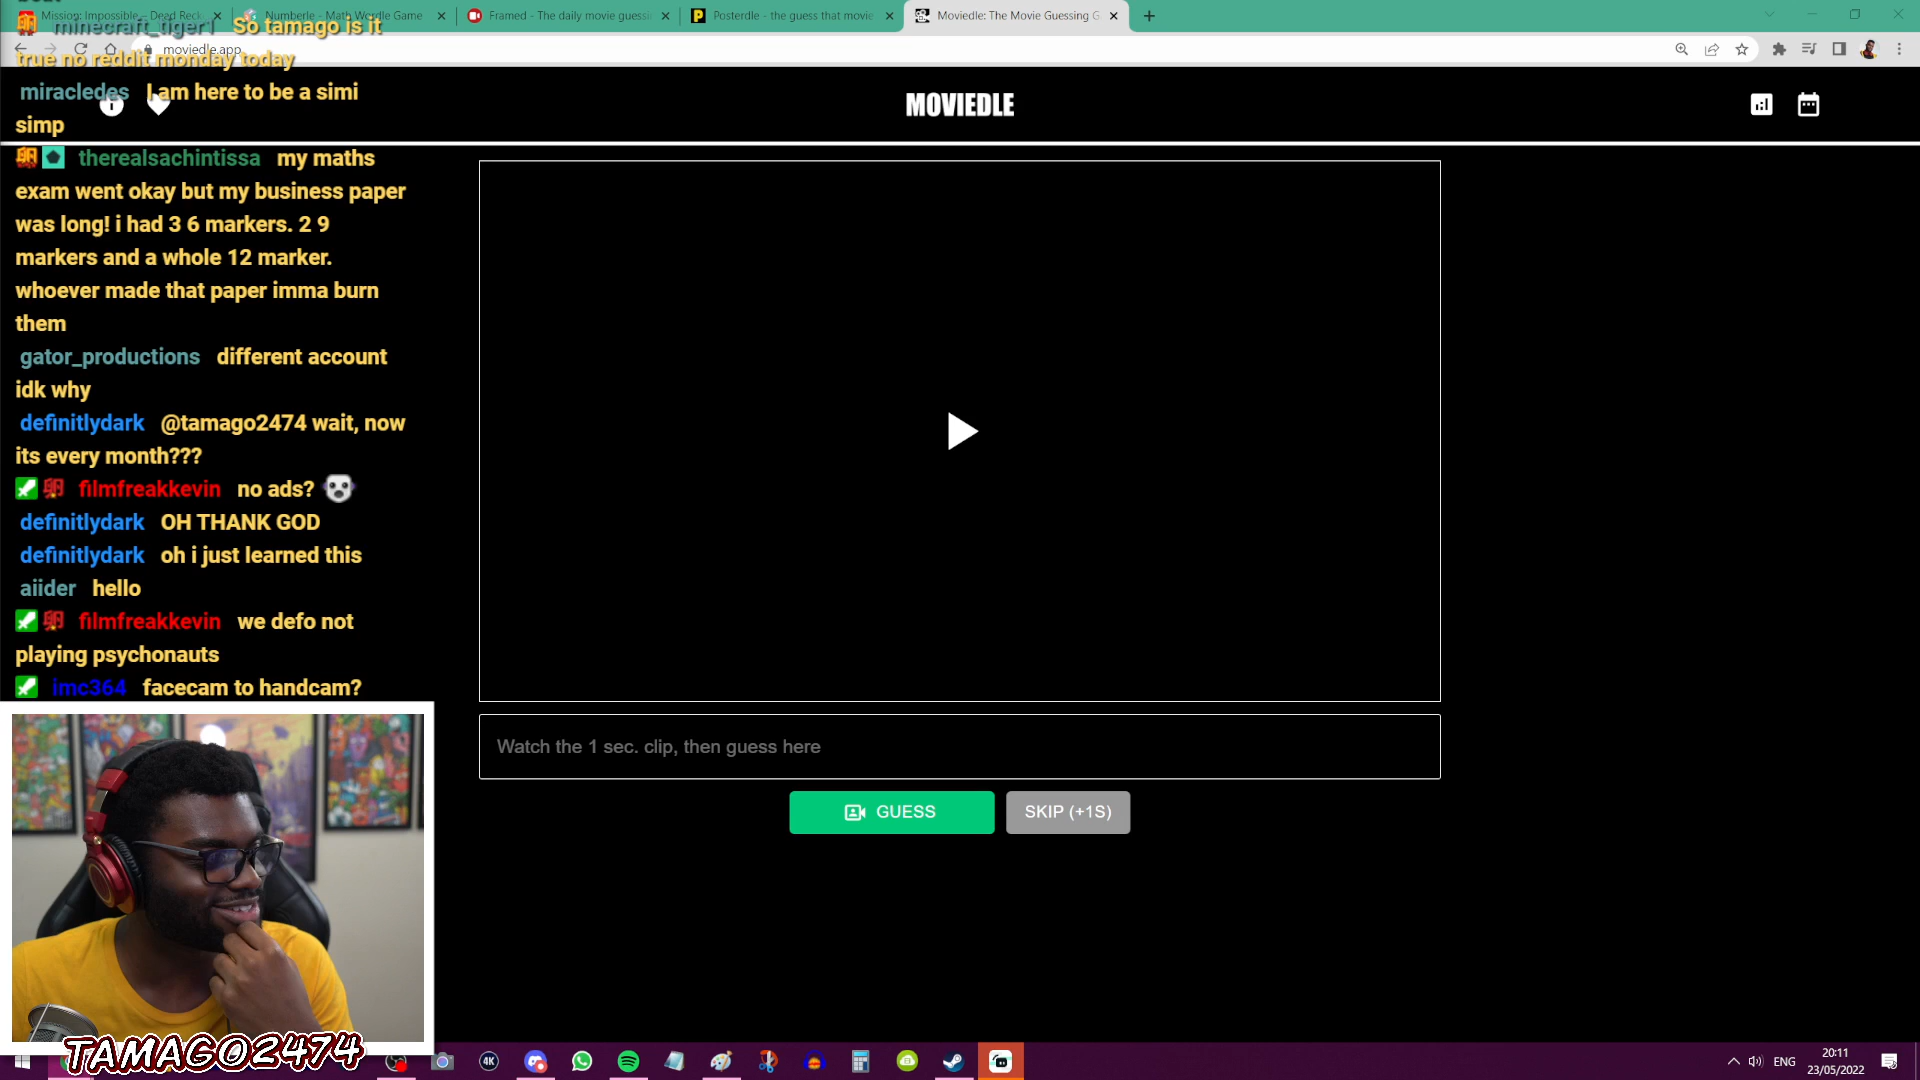 Mission: Impossible – Dead Reck
Numberle - Math Wordle Game
Framed - The daily movie guessi
Posterdle - the guess that movie
Moviedle: The Movie Guessing G
moviedle.app
minecraft_tiger1 So tamago is it
true no reddit monday today
miracledes I am here to be a simi
simp
MOVIEDLE
therealsachintissa my maths
exam went okay but my business paper
was long! i had 3 6 markers. 2 9
markers and a whole 12 marker.
whoever made that paper imma burn
them
gator_productions different account
idk why
definitlydark @tamago2474 wait, now
its every month???
filmfreakkevin no ads?
definitlydark OH THANK GOD
definitlydark oh i just learned this
aiider hello
filmfreakkevin we defo not
playing psychonauts
imc364 facecam to handcam?
Watch the 1 sec. clip, then guess here
GUESS
SKIP (+1S)
TAMAGO2474
4K
ENG
20:11
23/05/2022